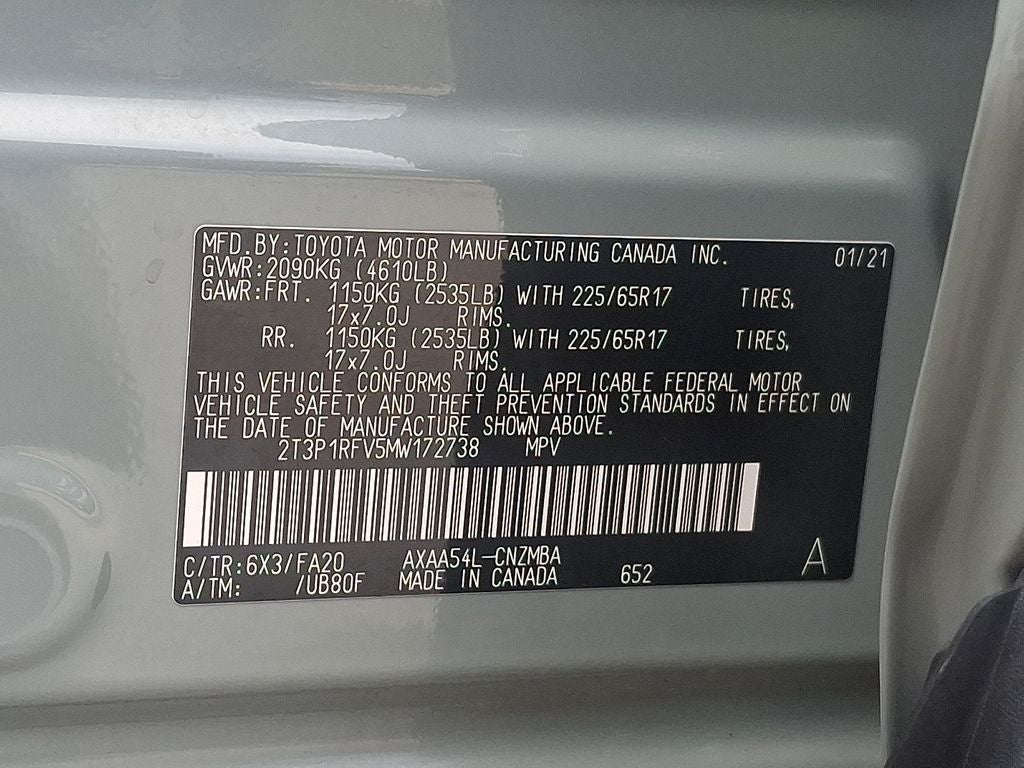 MFD.BY:TOYOTA MOTOR MANUFACTURING CANADA INC. 01/21
GVWR:2090KG (4610LB)
GAWR:FRT. 1150KG (2535LB) WITH 225/65R17 TIRES,
17x7.0J RIMS.
RR. 1150KG (2535LB) WITH 225/65R17 TIRES,
17x7.0J RIMS.
THIS VEHICLE CONFORMS TO ALL APPLICABLE FEDERAL MOTOR
VEHICLE SAFETY AND THEFT PREVENTION STANDARDS IN EFFECT ON
THE DATE OF MANUFACTURE SHOWN ABOVE.
2T3P1RFV5MW172738 MPV
C/TR:6X3/FA20 AXAA54L-CNZMBA
A/TM: /UB80F MADE IN CANADA 652 A